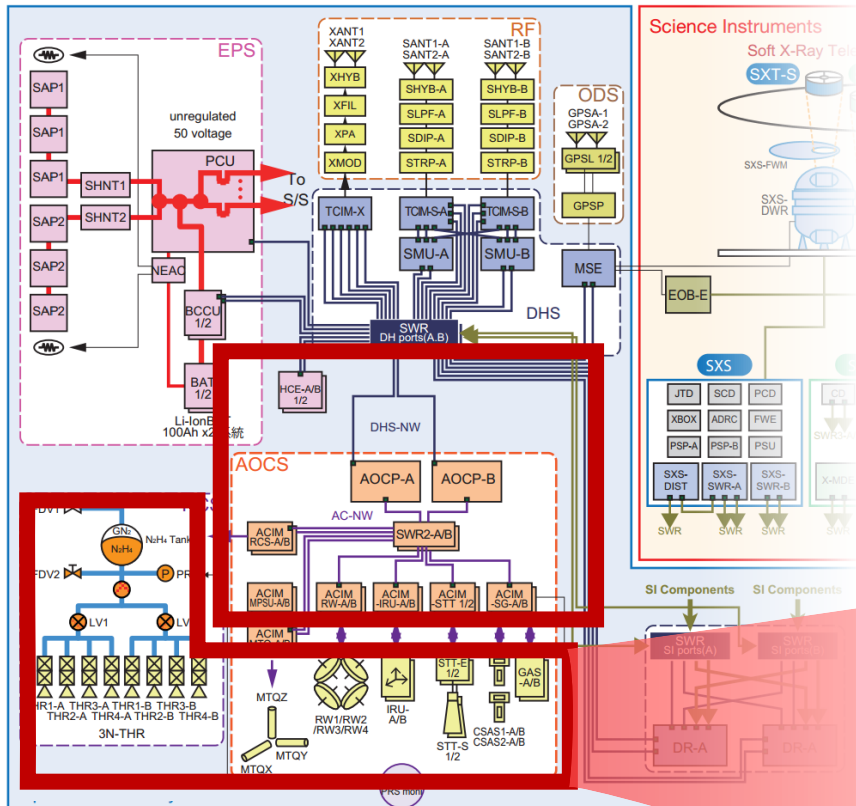 EPS
SAP1
SAP1
SAP1
SAP2
SAP2
SAP2
unregulated
50 voltage
PCU
SHNT1
SHNT2
To
S/S
NEAC
BCCU
1/2
1/2
Li-Ion
100Ah
RF
XANT1
XANT2
XHYB
XFIL
XPA
XMOD
SANT1-A
SANT2-A
SHYB-A
SLPF-A
SDIP-A
STRP-A
SANT1-B
SANT2-B
SHYB-B
SLPF-B
SDIP-B
STRP-B
ODS
GPSA-1
GPSA-2
GPSL 1/2
GPSP
TCIM-X
TCIM-S-A
TCIM-S-B
SMU-A
SMU-B
MSE
DHS
SWR
DH ports(A.B)
HCE-A/B
1/2
DHS-NW
AOCS
AOCP-A
AOCP-B
AC-NW
SWR2-A/B
ACIM
RCS-A/B
ACIM
MPSU-A/B
ACIM
ACIM
RW-A/B
ACIM
-IRU-A/B
ACIM
-STT 1/2
ACIM
-SG-A/B
MTQZ
MTQY
MTQX
RW1/RW2
/RW3/RW4
IRU-
A/B
STT-E
1/2
STT-S
1/2
CSAS1-A/B
CSAS2-A/B
GAS
-A/B
GN2
N₂H₄
N₂H₄ Tank
FDV2
P
LV1
THR3-A
THR1-B
THR3-B
THR2-A
THR4-A
THR2-B
THR4-B
3N-THR
Science Instruments
Soft X-Ray
SXT-S
SXS-FWM
SXS-
DWR
EOB-E
SXS
JTD
SCD
PCD
XBOX
ADRC
FWE
PSP-A
PSP-B
PSU
SXS-
DIST
SXS-
SWR-A
SXS-
SWR-B
SWR
SWR
SWR
CD
SI Components
SI Components
SWR
SI ports(A)
SWR
DR-A
DR-A